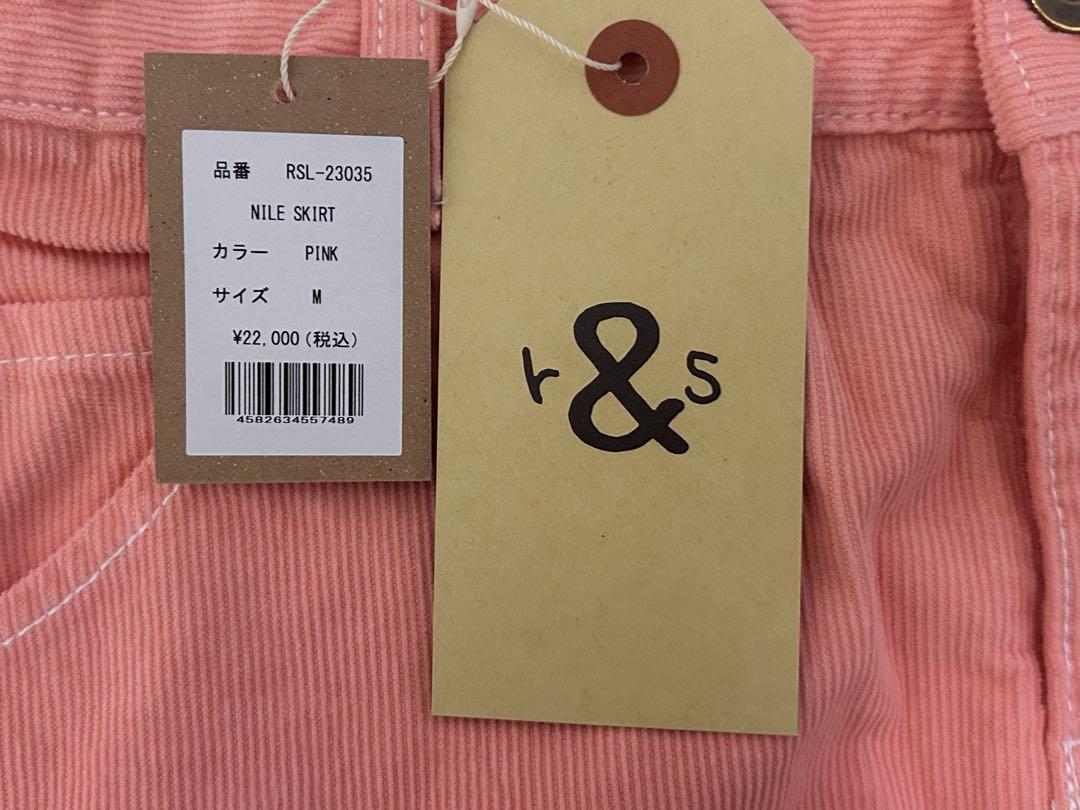 品番 RSL-23035
NILE SKIRT
カラー PINK
サイズ M
¥22,000(税込)
4582634557489
r&s